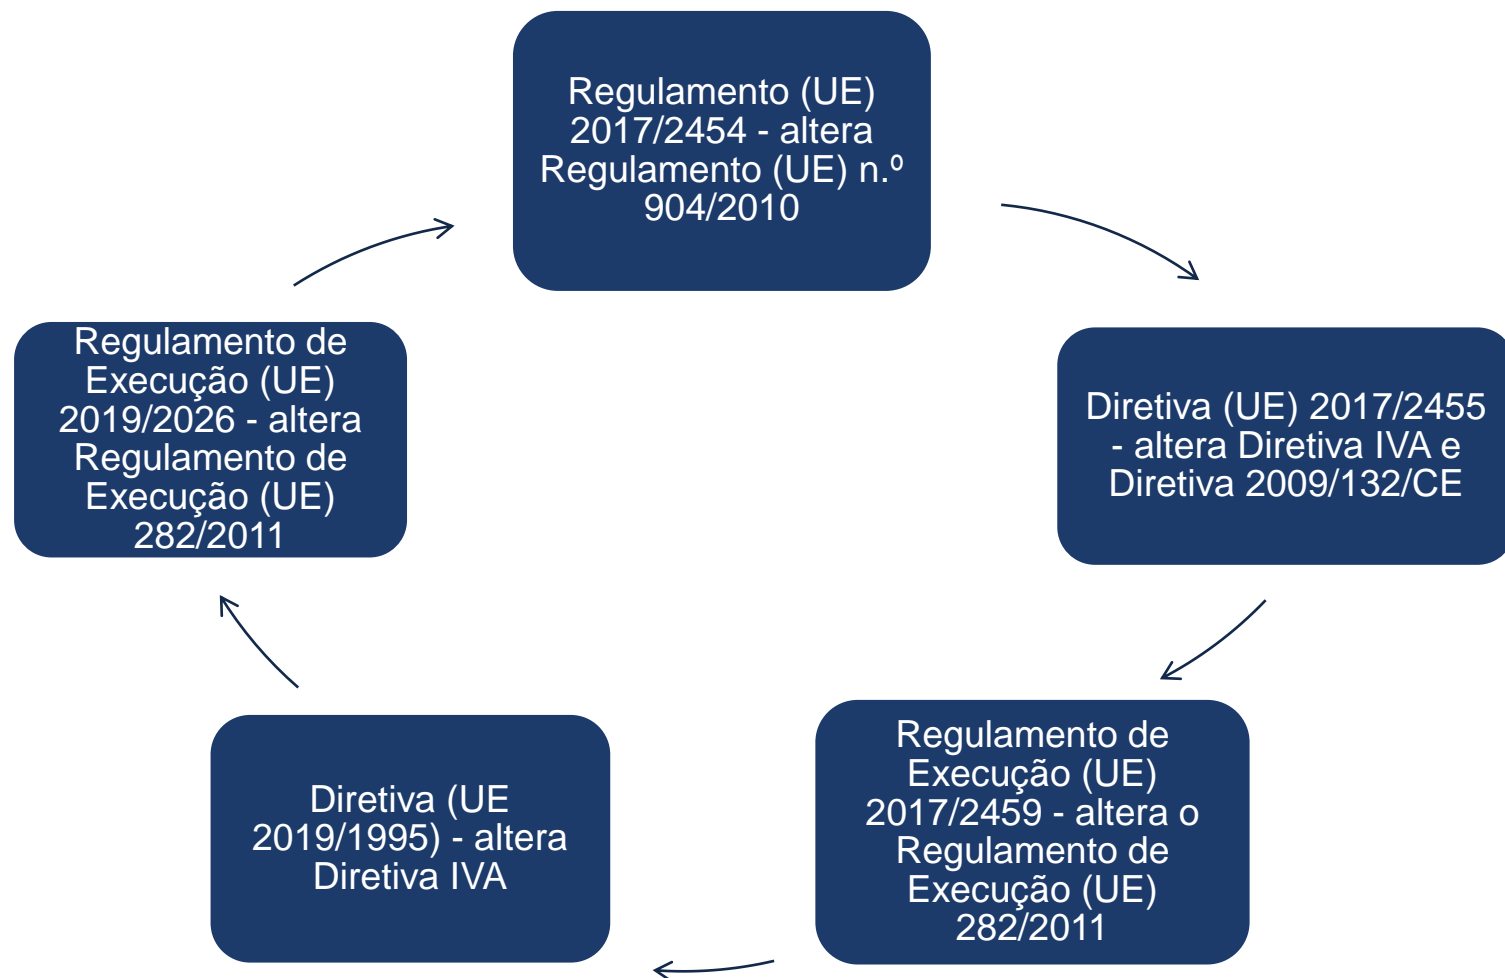 Regulamento (UE)
2017/2454 - altera
Regulamento (UE) n.º
904/2010
Diretiva (UE) 2017/2455
- altera Diretiva IVA e
Diretiva 2009/132/CE
Regulamento de
Execução (UE)
2017/2459 - altera o
Regulamento de
Execução (UE)
282/2011
Diretiva (UE
2019/1995) - altera
Diretiva IVA
Regulamento de
Execução (UE)
2019/2026 - altera
Regulamento de
Execução (UE)
282/2011